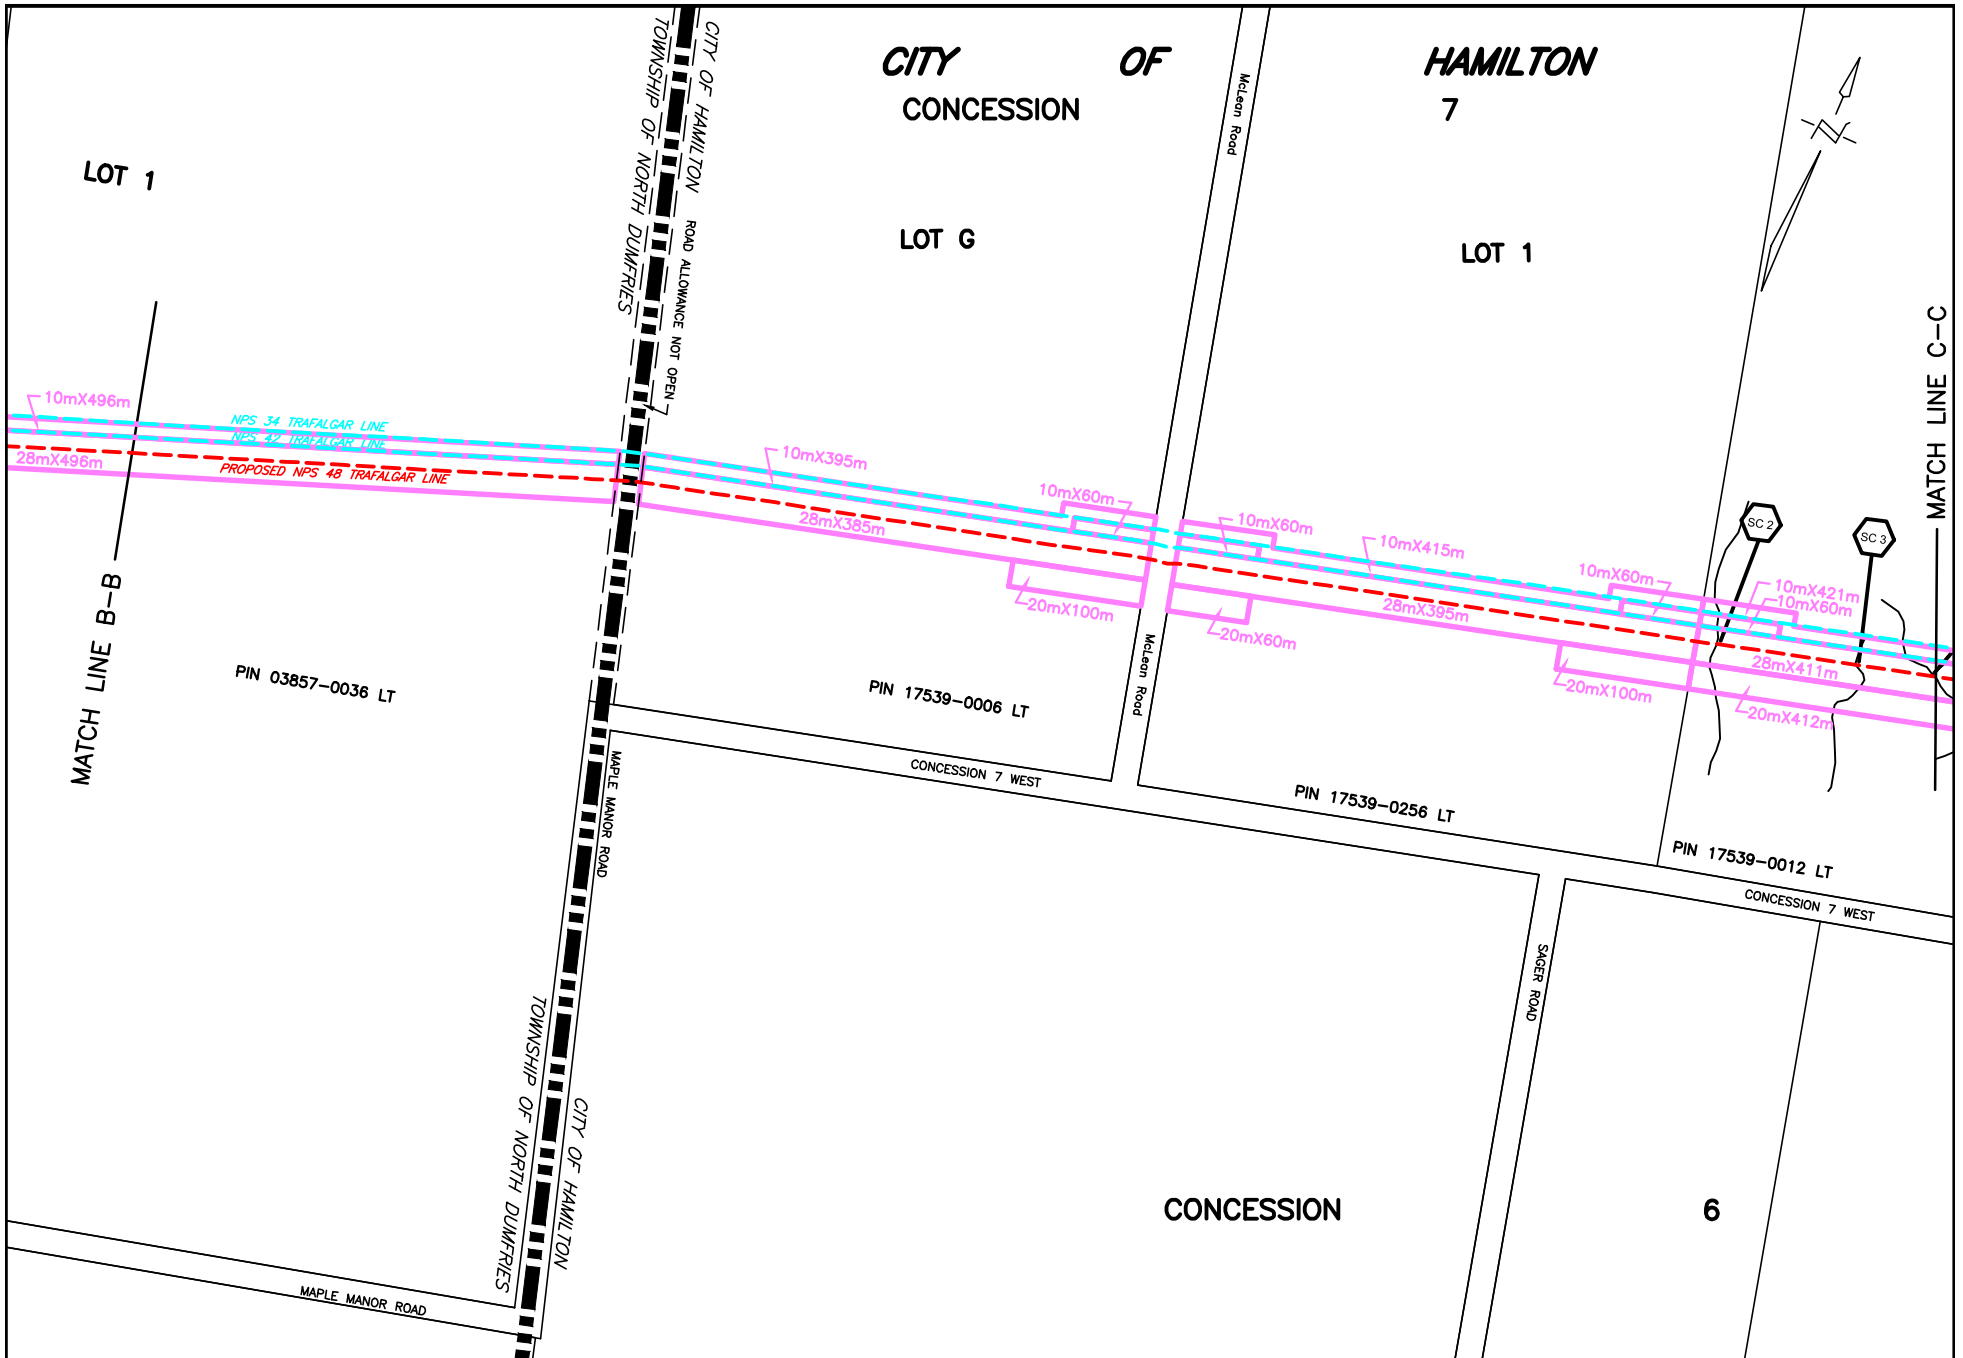 CITY OF HAMILTON
CONCESSION 7
CITY OF HAMILTON
TOWNSHIP OF NORTH DUMFRIES
ROAD ALLOWANCE NOT OPEN
McLean Road
LOT 1
LOT G
LOT 1
MATCH LINE C-C
10mX496m
NPS 34 TRAFALGAR LINE
NPS 42 TRAFALGAR LINE
28mX496m
PROPOSED NPS 48 TRAFALGAR LINE
10mX395m
10mX60m
28mX385m
10mX60m
10mX415m
SC 2
SC 3
10mX60m
10mX421m
10mX60m
20mX100m
20mX60m
28mX395m
28mX411m
20mX100m
20mX412m
MATCH LINE B-B
PIN 03857-0036 LT
PIN 17539-0006 LT
McLean Road
MAPLE MANOR ROAD
CONCESSION 7 WEST
PIN 17539-0256 LT
PIN 17539-0012 LT
CONCESSION 7 WEST
SAGER ROAD
TOWNSHIP OF NORTH DUMFRIES
CITY OF HAMILTON
CONCESSION 6
MAPLE MANOR ROAD
N